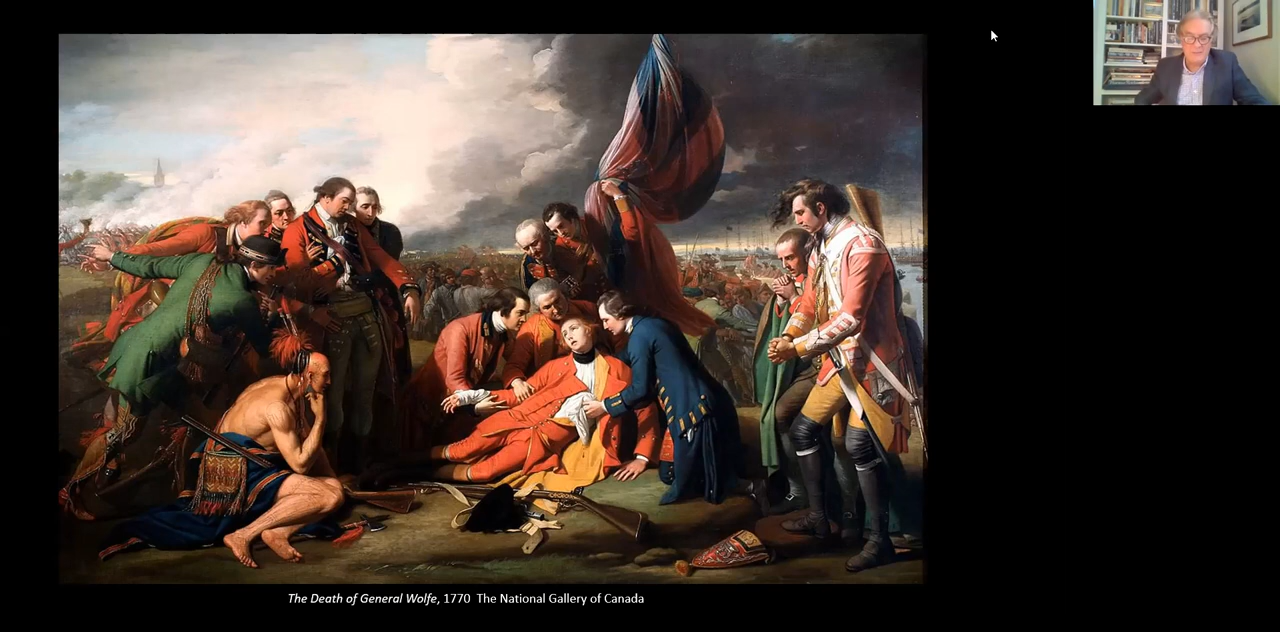 The Death of General Wolfe, 1770  The National Gallery of Canada